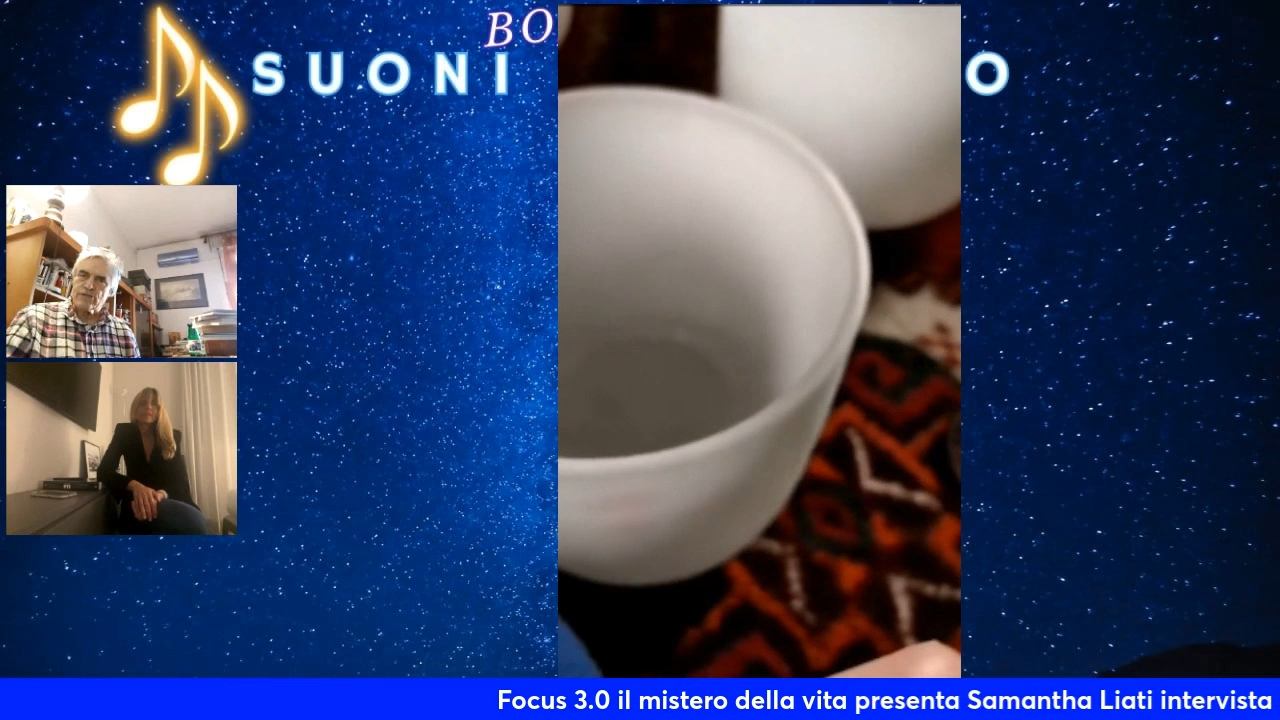 BO
SUONI
O
Focus 3.0 il mistero della vita presenta Samantha Liati intervista